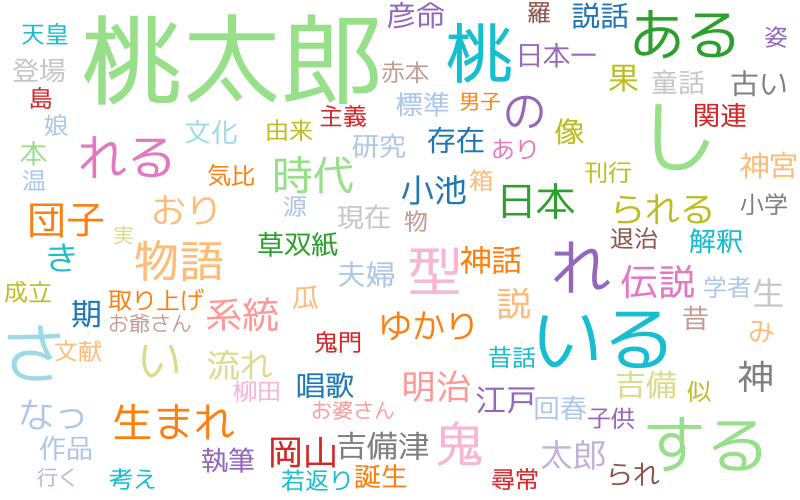 天皇
桃太郎
彦命
羅
説話
ある
姿
登場
赤本
桃
日本一
果
童話
古い
島
標準
男子
の
関連
娘
主義
像
し
文化
由来
研究
存在
あり
本
れる
温
気比
時代
小池
箱
刊行
神宮
団子
おり
源
現在
物
日本
られる
小学
き
物語
実
草双紙
型
神話
れ
退治
解釈
夫婦
伝説
学者
生
成立
期
取り上げ
お爺さん
系統
瓜
説
昔
み
さ
文献
い
鬼門
ゆかり
いる
昔話
流れ
柳田
唱歌
明治
江戸
吉備
似
神
なっ
生まれ
お婆さん
回春
子供
作品
執筆
岡山
吉備津
鬼
太郎
する
行く
考え
若返り
誕生
尋常
られ